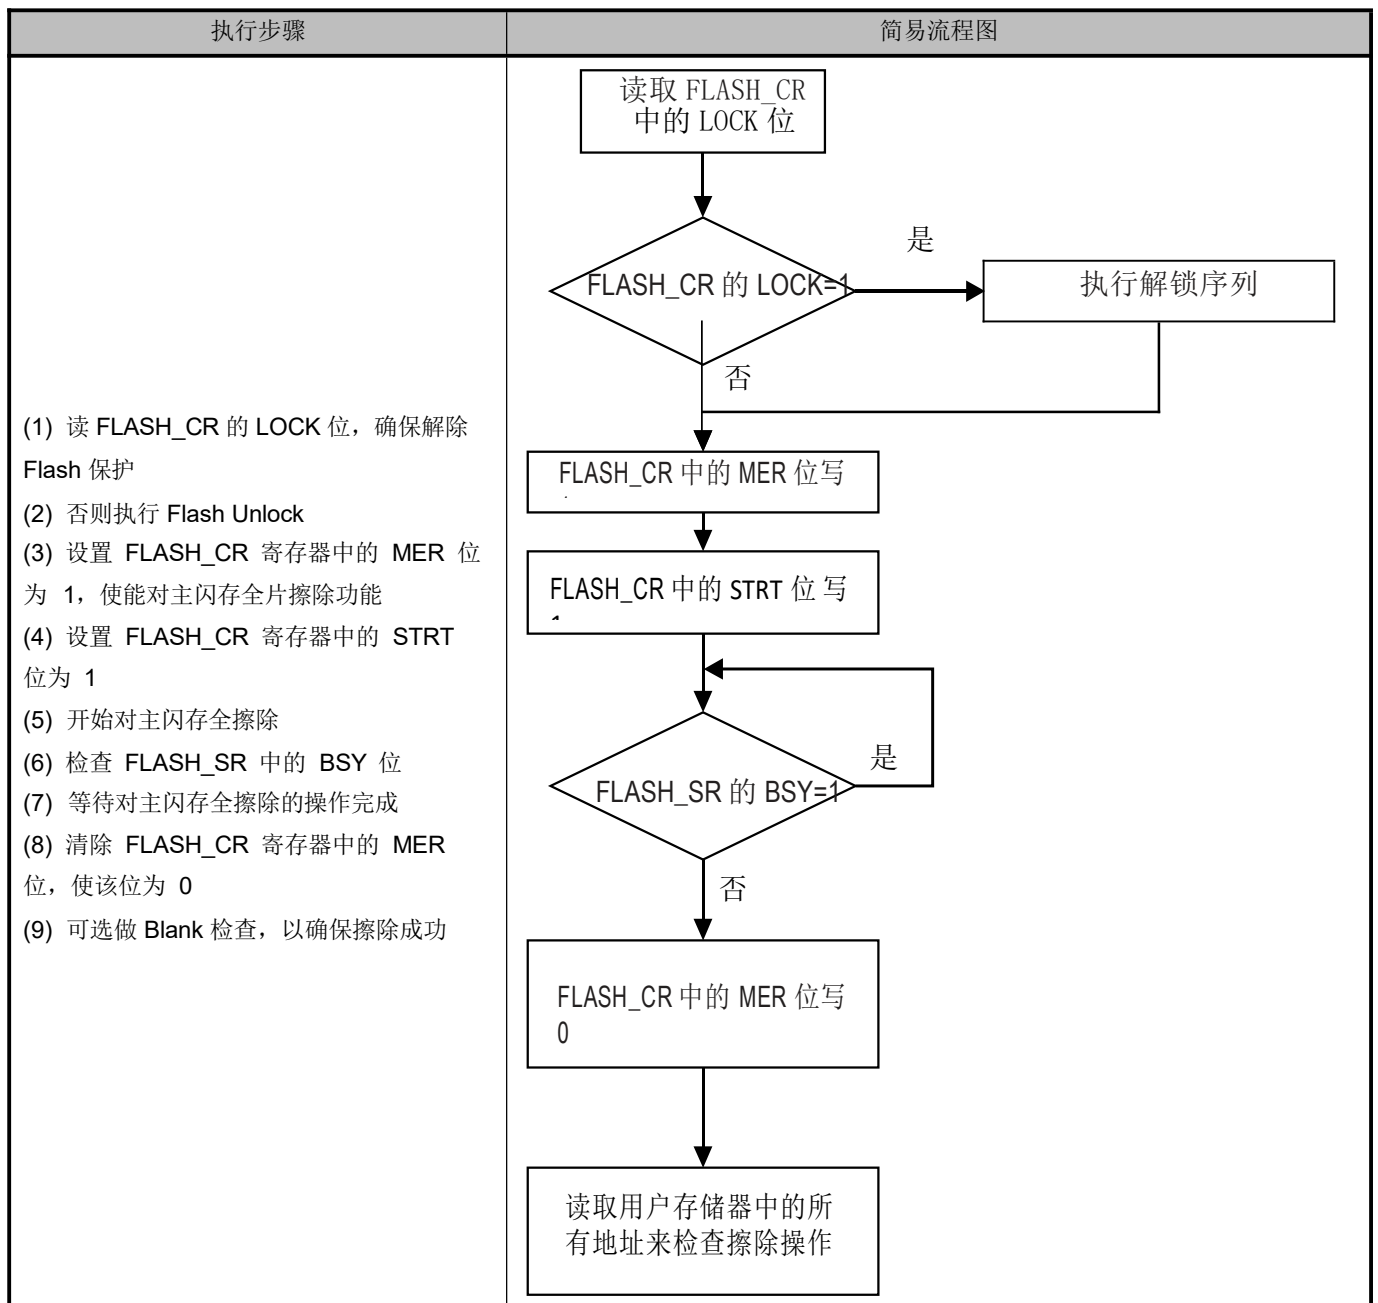 执行步骤
简易流程图
(1) 读 FLASH_CR 的 LOCK 位，确保解除
Flash 保护
(2) 否则执行 Flash Unlock
(3) 设置 FLASH_CR 寄存器中的 MER 位
为 1，使能对主闪存全片擦除功能
(4) 设置 FLASH_CR 寄存器中的 STRT
位为 1
(5) 开始对主闪存全擦除
(6) 检查 FLASH_SR 中的 BSY 位
(7) 等待对主闪存全擦除的操作完成
(8) 清除 FLASH_CR 寄存器中的 MER
位，使该位为 0
(9) 可选做 Blank 检查，以确保擦除成功
读取 FLASH_CR
中的 LOCK 位
FLASH_CR 的 LOCK=1
是
执行解锁序列
否
FLASH_CR 中的 MER 位写
FLASH_CR 中的 STRT 位 写
FLASH_SR 的 BSY=1
是
否
FLASH_CR 中的 MER 位写
0
读取用户存储器中的所
有地址来检查擦除操作